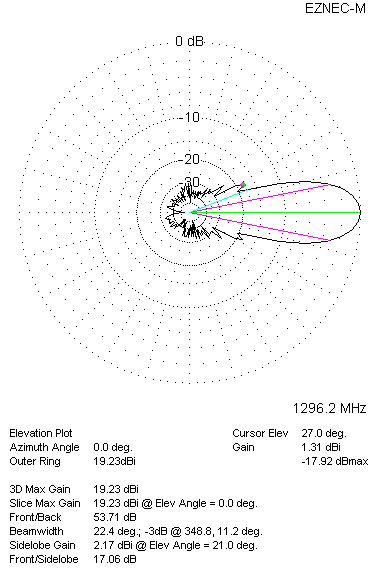 EZNEC-M
0 dB
-10
-20
-30
1296.2 MHz
Elevation Plot Cursor Elev 27.0 deg.
Azimuth Angle 0.0 deg. Gain 1.31 dBi
Outer Ring 19.23dBi -17.92 dBmax
3D Max Gain 19.23 dBi
Slice Max Gain 19.23 dBi @ Elev Angle = 0.0 deg.
Front/Back 53.71 dB
Beamwidth 22.4 deg.; -3dB @ 348.8, 11.2 deg.
Sidelobe Gain 2.17 dBi @ Elev Angle = 21.0 deg.
Front/Sidelobe 17.06 dB